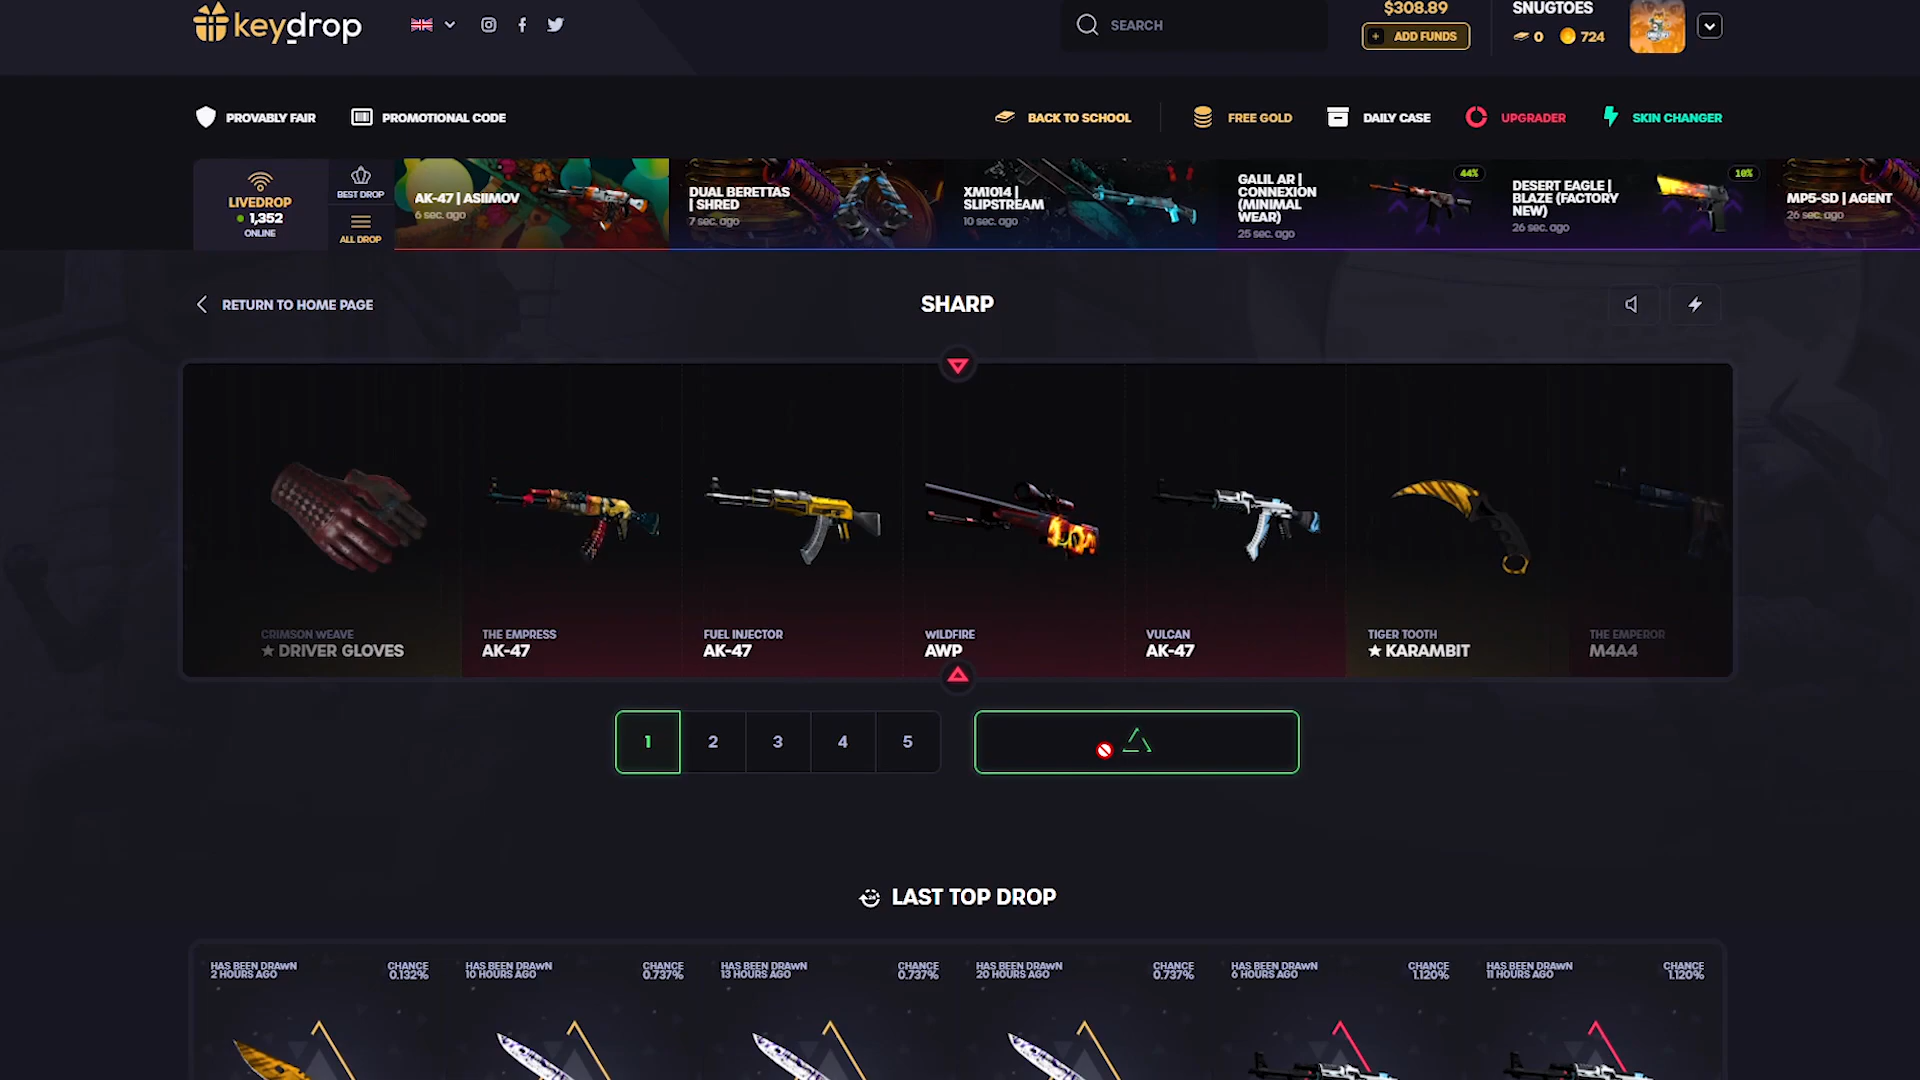 keydrop
SEARCH
$308.89
ADD FUNDS
SNUGTOES
0
724
PROVABLY FAIR
PROMOTIONAL CODE
BACK TO SCHOOL
FREE GOLD
DAILY CASE
UPGRADER
SKIN CHANGER
LIVEDROP
1,352
ONLINE
BEST DROP
ALL DROP
AK-47 | ASIIMOV
6 sec. ago
DUAL BERETTAS
| SHRED
7 sec. ago
XM1014 |
SLIPSTREAM
10 sec. ago
GALIL AR |
CONNEXION
(MINIMAL
WEAR)
25 sec. ago
44%
DESERT EAGLE |
BLAZE (FACTORY
NEW)
26 sec. ago
10%
MP5-SD | AGENT
26 sec. ago
RETURN TO HOME PAGE
SHARP
CRIMSON WEAVE
★ DRIVER GLOVES
THE EMPRESS
AK-47
FUEL INJECTOR
AK-47
WILDFIRE
AWP
VULCAN
AK-47
TIGER TOOTH
★ KARAMBIT
THE EMPEROR
M4A4
1
2
3
4
5
LAST TOP DROP
HAS BEEN DRAWN
2 HOURS AGO
CHANCE
0.132%
HAS BEEN DRAWN
10 HOURS AGO
CHANCE
0.737%
HAS BEEN DRAWN
13 HOURS AGO
CHANCE
0.737%
HAS BEEN DRAWN
20 HOURS AGO
CHANCE
0.737%
HAS BEEN DRAWN
6 HOURS AGO
CHANCE
1.120%
HAS BEEN DRAWN
11 HOURS AGO
CHANCE
1.120%